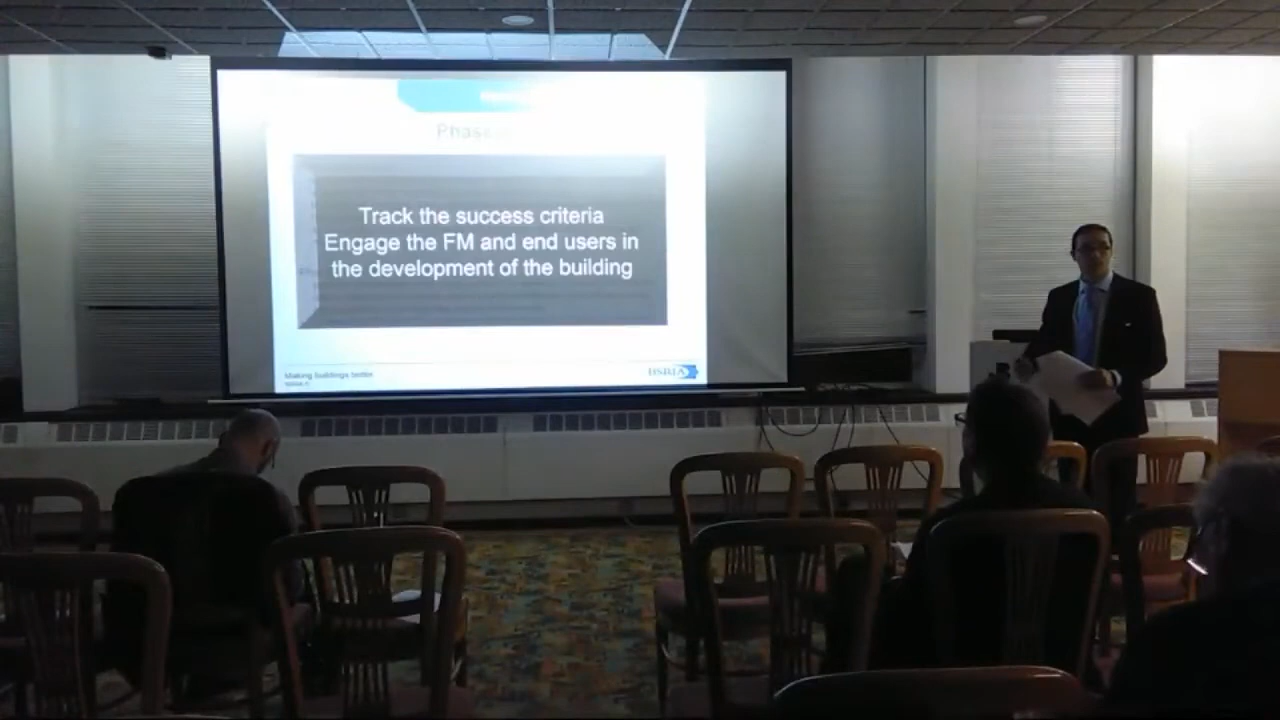 Phase
Track the success criteria
Engage the FM and end users in
the development of the building
Making buildings better
BSRIA